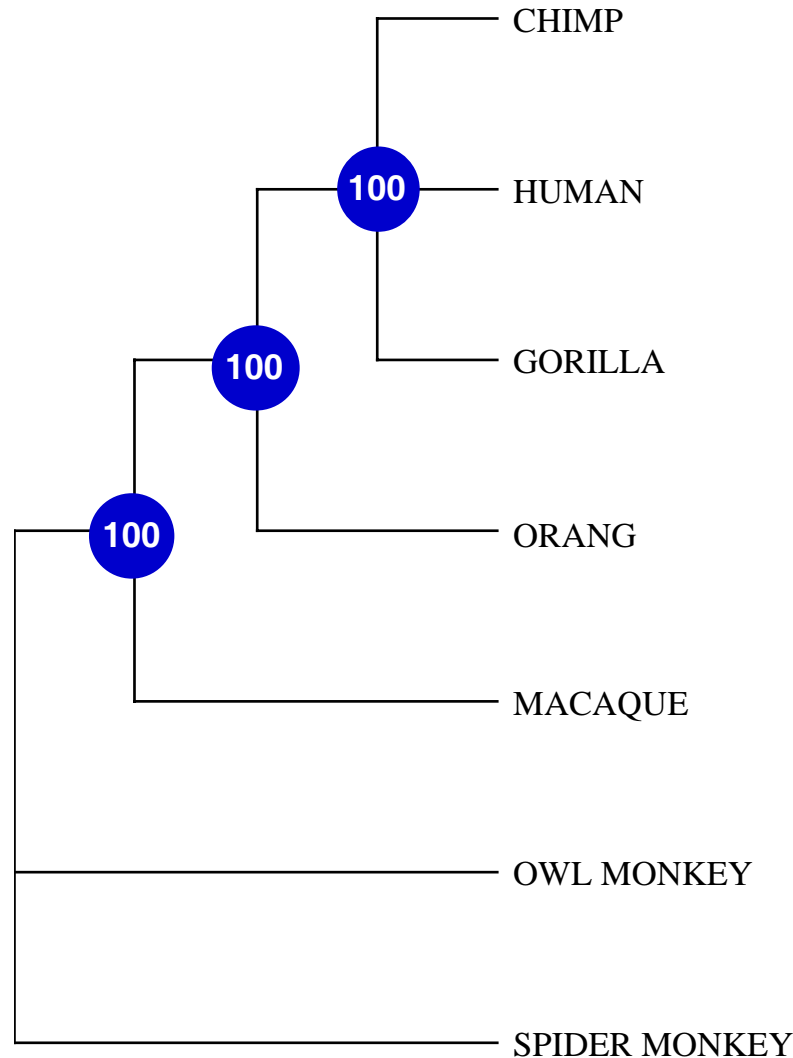 CHIMP
100
HUMAN
100
GORILLA
100
ORANG
MACAQUE
OWL MONKEY
SPIDER MONKEY